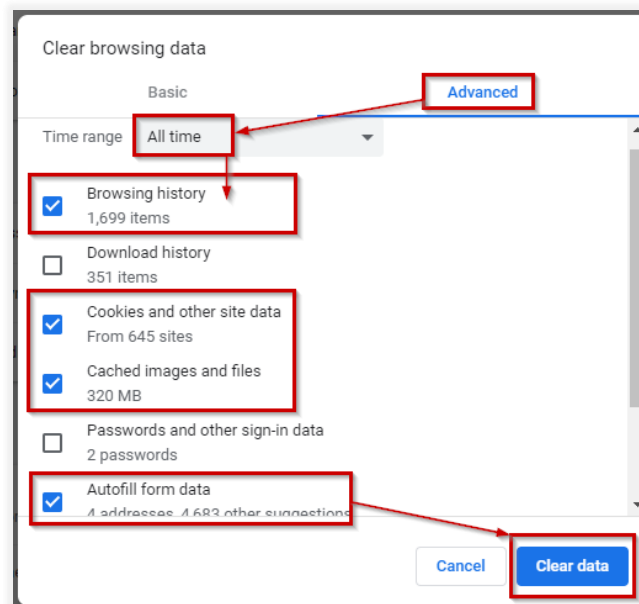 Clear browsing data
Basic
Advanced
Time range
All time
Browsing history
1,699 items
Download history
351 items
Cookies and other site data
From 645 sites
Cached images and files
320 MB
Passwords and other sign-in data
2 passwords
Autofill form data
4 addresses, 4,683 other suggestions
Cancel
Clear data